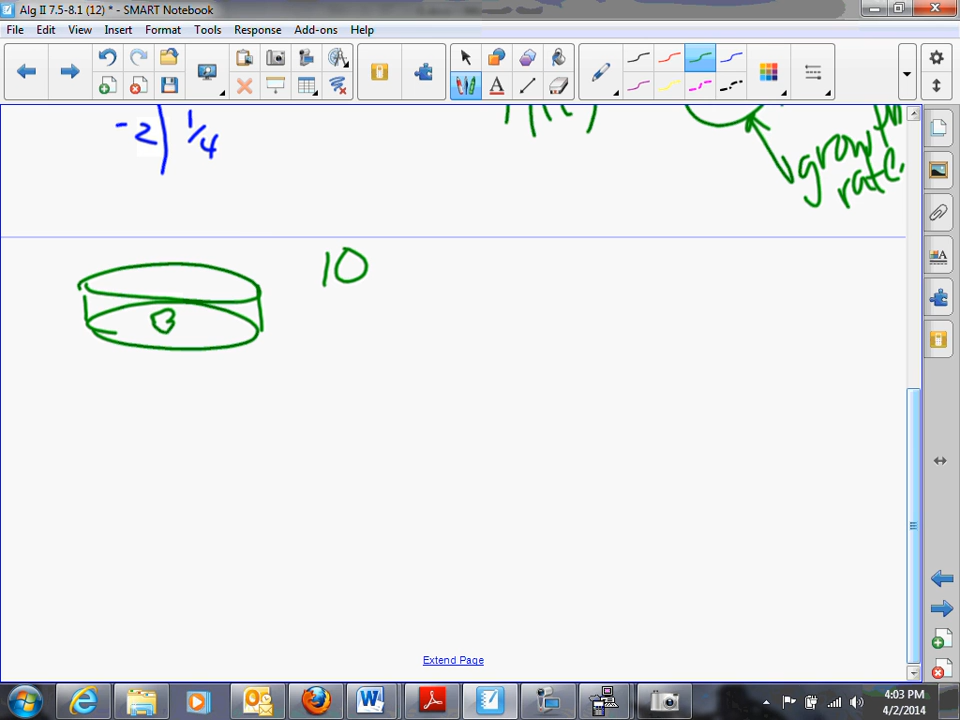 Alg II 7.5-8.1 (12) * - SMART Notebook
File Edit View Insert Format Tools Response Add-ons Help
-2 1/4
growth
rate.
10
B
Extend Page
4:03 PM
4/2/2014